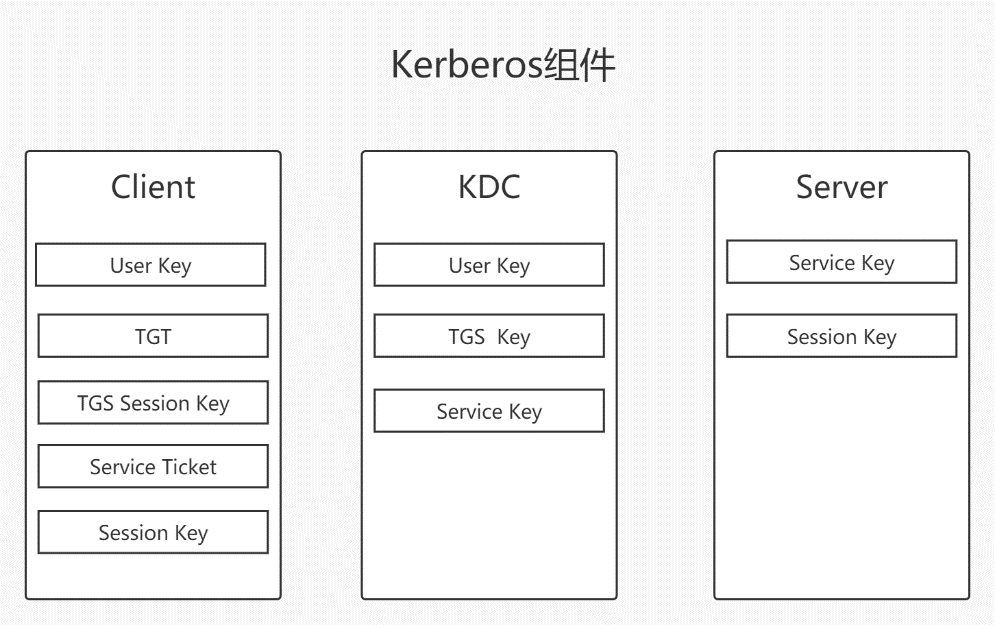 Kerberos组件
Client
User Key
TGT
TGS Session Key
Service Ticket
Session Key
KDC
User Key
TGS  Key
Service Key
Server
Service Key
Session Key